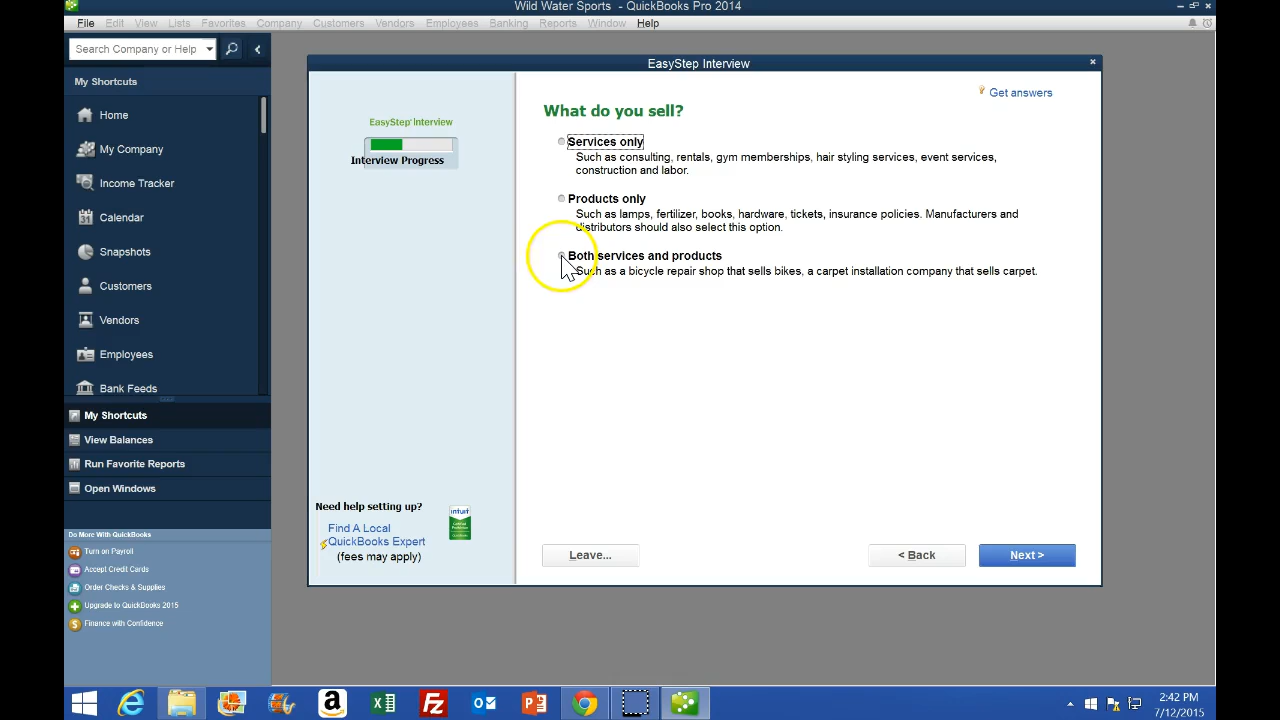 Wild Water Sports - QuickBooks Pro 2014
File Edit View Lists Favorites Company Customers Vendors Employees Banking Reports Window Help
Search Company or Help
My Shortcuts
Home
My Company
Income Tracker
Calendar
31
Snapshots
Customers
Vendors
Employees
Bank Feeds
My Shortcuts
View Balances
Run Favorite Reports
Open Windows
Do More With QuickBooks
Turn on Payroll
Accept Credit Cards
Order Checks & Supplies
Upgrade to QuickBooks 2015
Finance with Confidence
EasyStep Interview
Get answers
EasyStep Interview
Interview Progress
What do you sell?
Services only
Such as consulting, rentals, gym memberships, hair styling services, event services,
construction and labor.
Products only
Such as lamps, fertilizer, books, hardware, tickets, insurance policies. Manufacturers and
distributors should also select this option.
Both services and products
Such as a bicycle repair shop that sells bikes, a carpet installation company that sells carpet.
Need help setting up?
Find A Local
QuickBooks Expert
(fees may apply)
intuit
Leave...
< Back
Next >
2:42 PM
7/12/2015